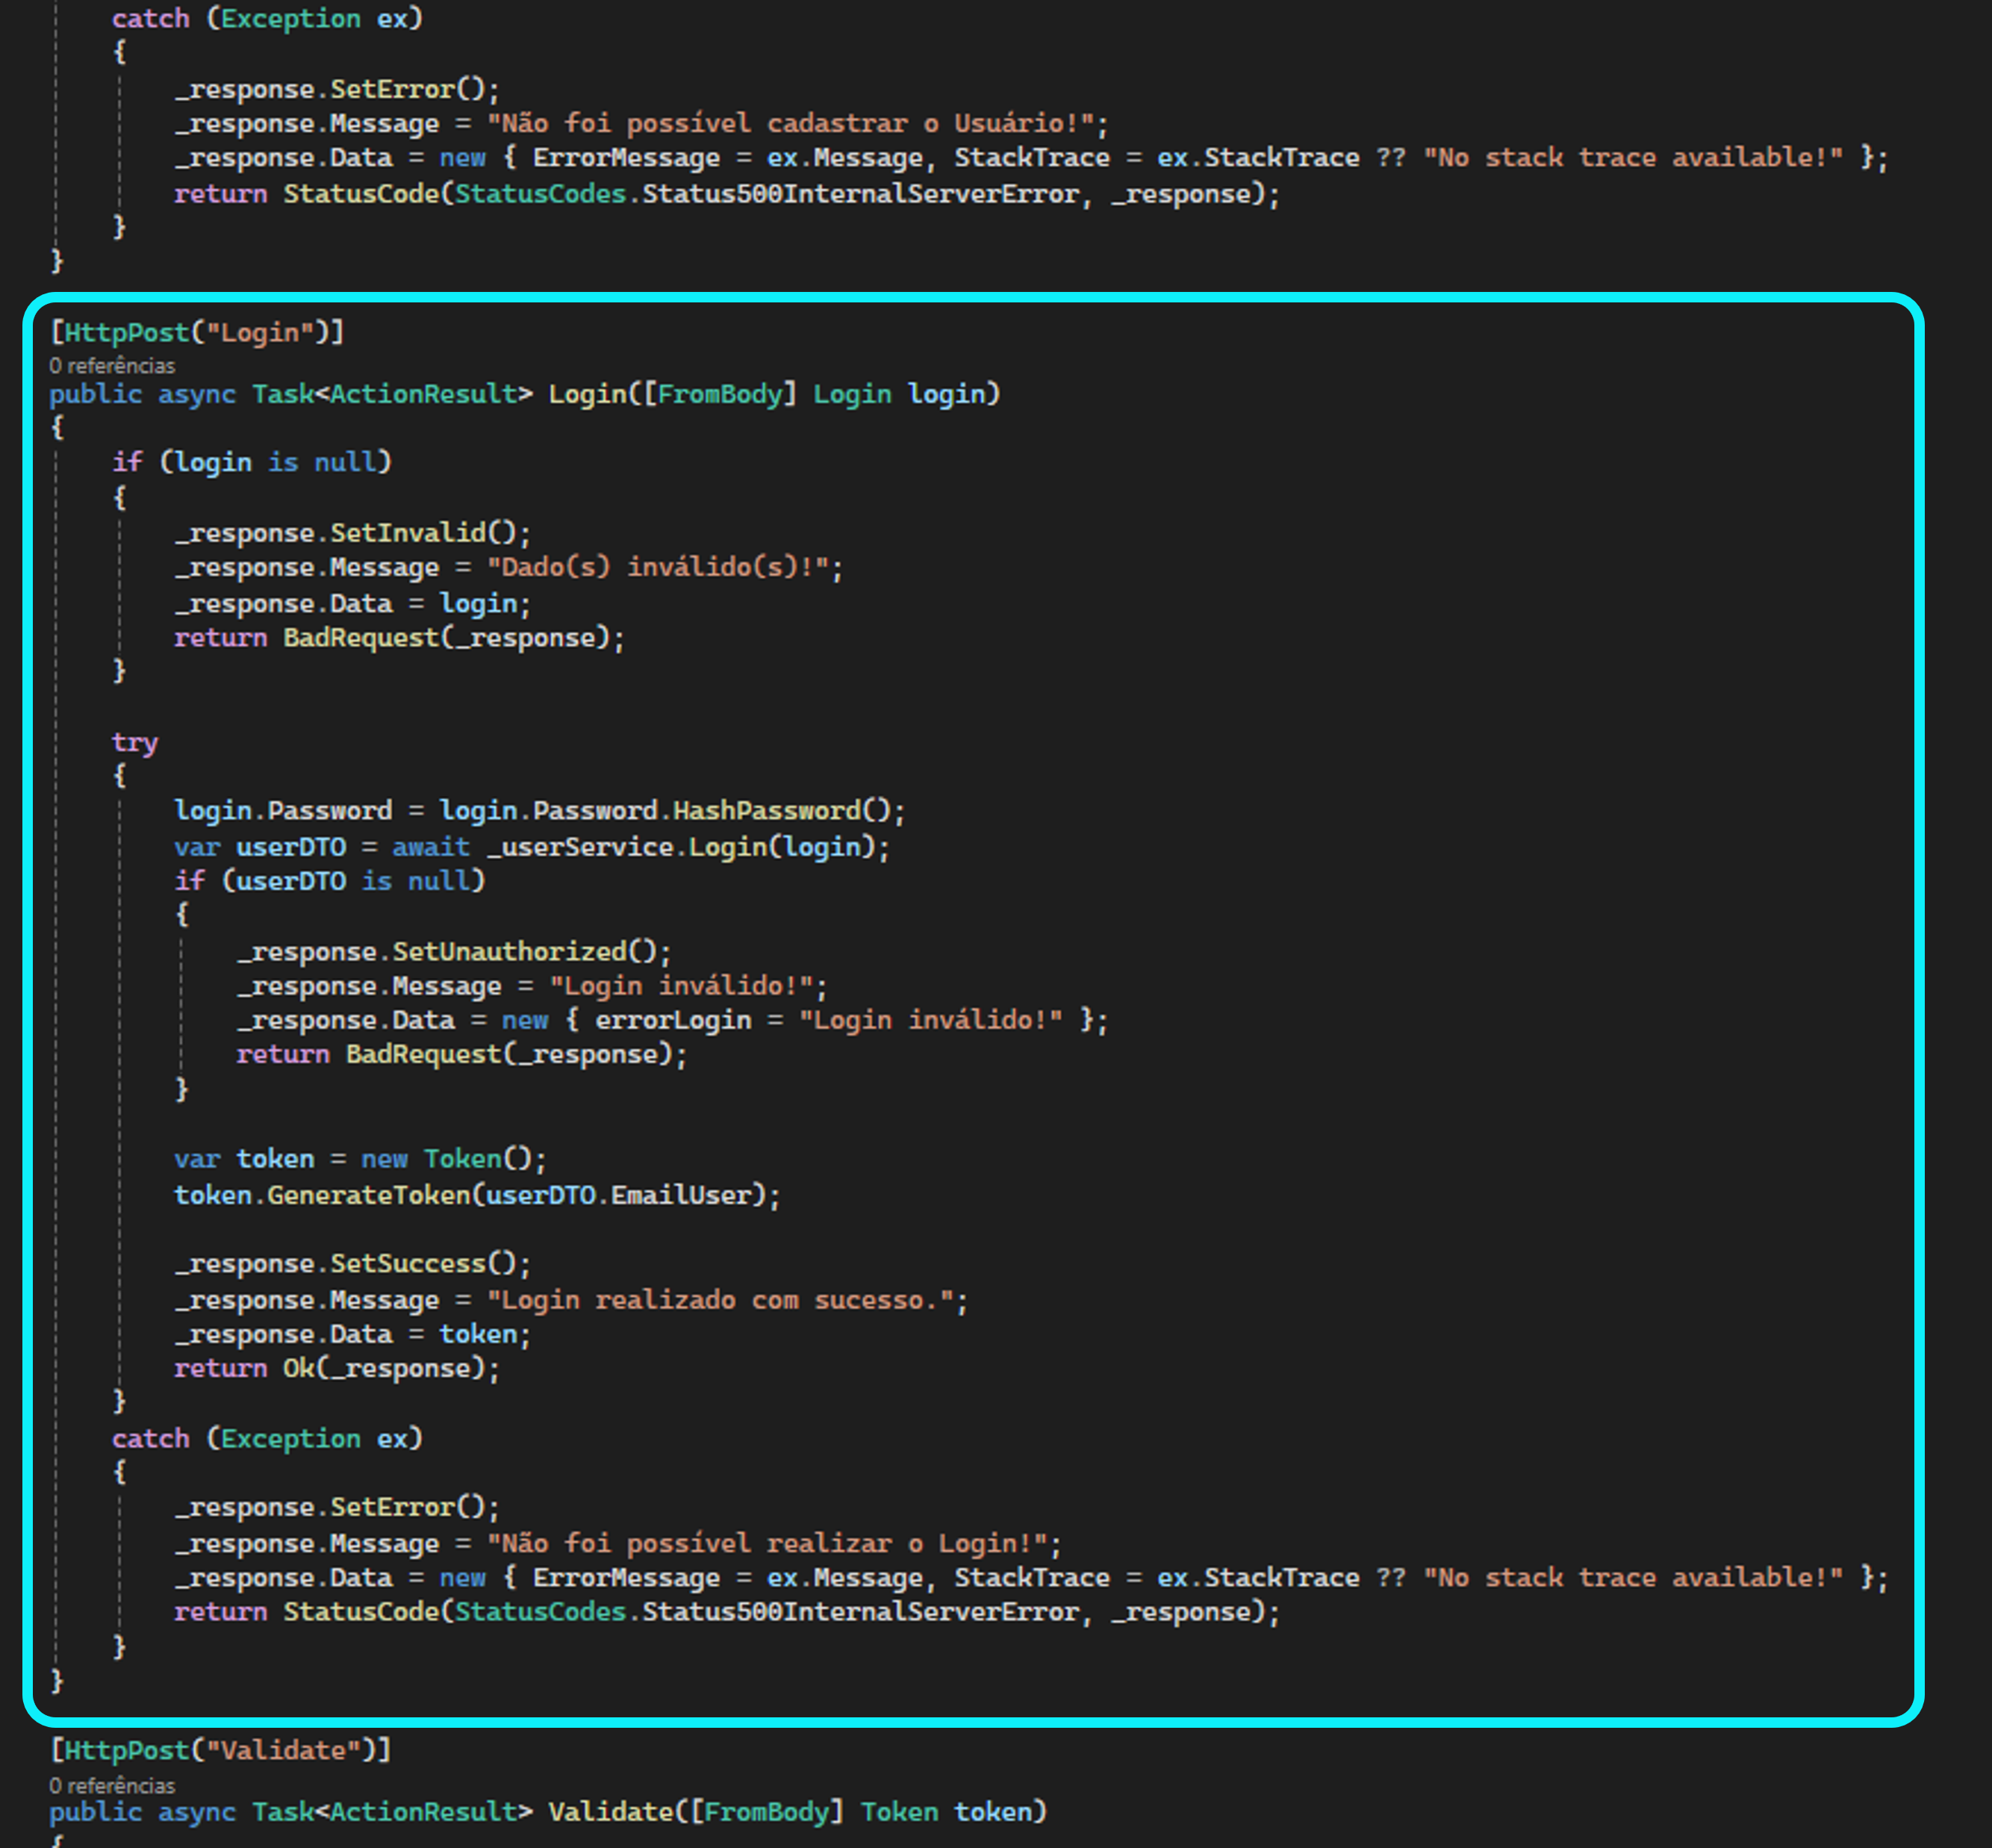 catch (Exception ex)
{
_response.SetError();
_response.Message = "Não foi possível cadastrar o Usuário!";
_response.Data = new { ErrorMessage = ex.Message, StackTrace = ex.StackTrace ?? "No stack trace available!" };
return StatusCode(StatusCodes.Status500InternalServerError, _response);
}
}
[HttpPost("Login")]
0 referências
public async Task<ActionResult> Login([FromBody] Login login)
{
if (login is null)
{
_response.SetInvalid();
_response.Message = "Dado(s) inválido(s)!";
_response.Data = login;
return BadRequest(_response);
}
try
{
login.Password = login.Password.HashPassword();
var userDTO = await _userService.Login(login);
if (userDTO is null)
{
_response.SetUnauthorized();
_response.Message = "Login inválido!";
_response.Data = new { errorLogin = "Login inválido!" };
return BadRequest(_response);
}
var token = new Token();
token.GenerateToken(userDTO.EmailUser);
_response.SetSuccess();
_response.Message = "Login realizado com sucesso.";
_response.Data = token;
return Ok(_response);
}
catch (Exception ex)
{
_response.SetError();
_response.Message = "Não foi possível realizar o Login!";
_response.Data = new { ErrorMessage = ex.Message, StackTrace = ex.StackTrace ?? "No stack trace available!" };
return StatusCode(StatusCodes.Status500InternalServerError, _response);
}
}
[HttpPost("Validate")]
0 referências
public async Task<ActionResult> Validate([FromBody] Token token)
{